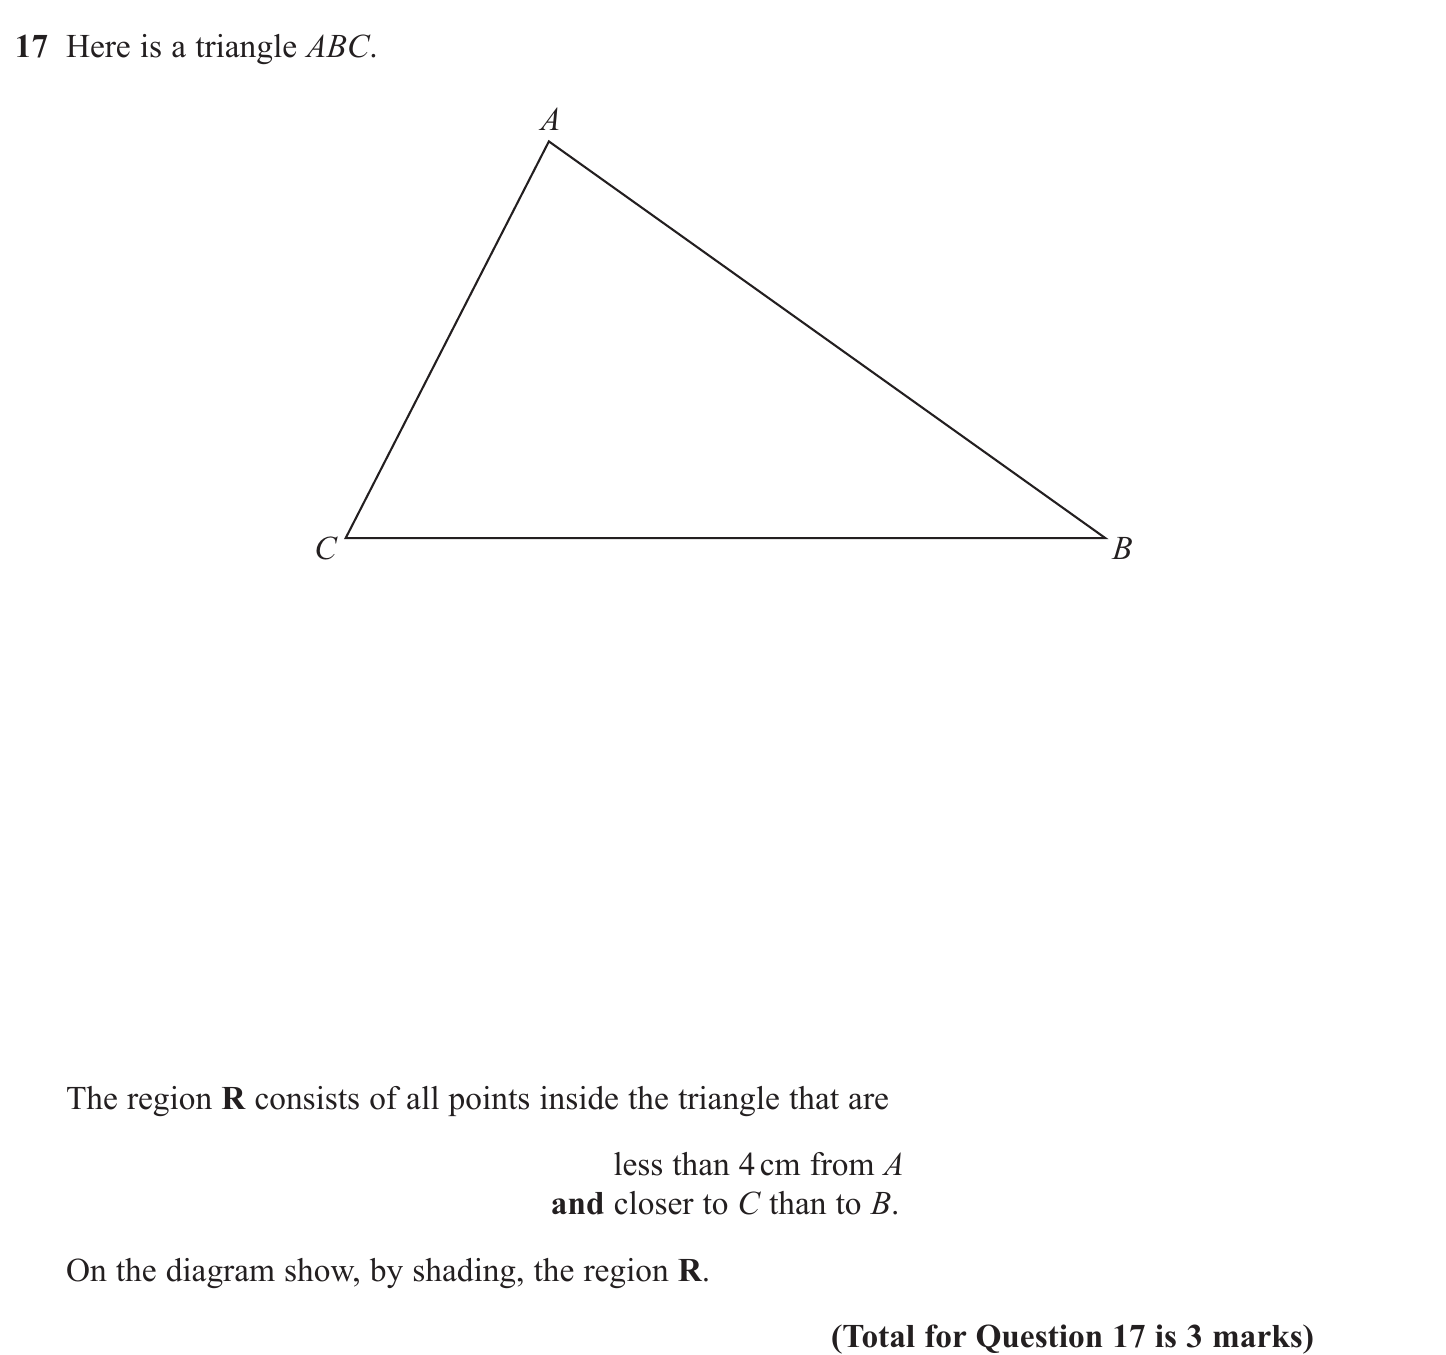 17 Here is a triangle ABC.
A
C
B
The region R consists of all points inside the triangle that are
less than 4 cm from A
and closer to C than to B.
On the diagram show, by shading, the region R.
(Total for Question 17 is 3 marks)